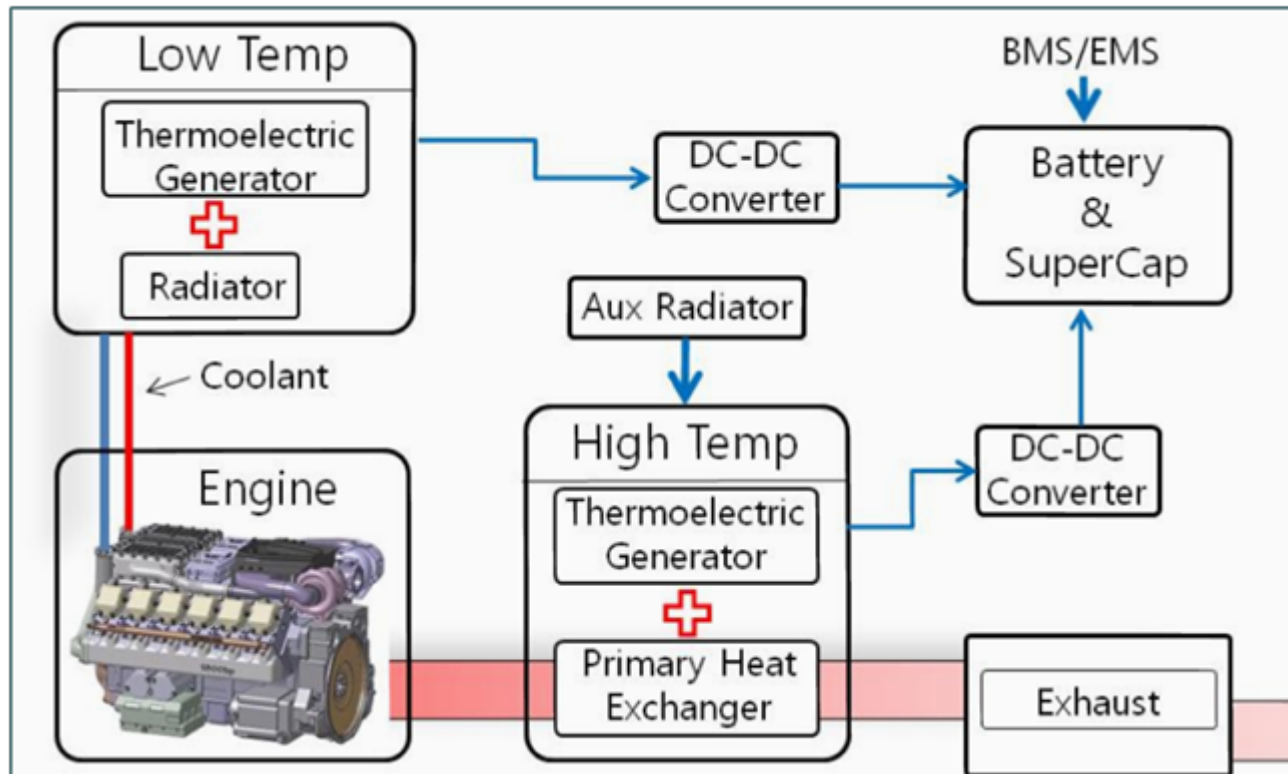 Low Temp
Thermoelectric
Generator
Radiator
Coolant
Engine
DC-DC
Converter
BMS/EMS
Battery
&
SuperCap
Aux Radiator
High Temp
Thermoelectric
Generator
Primary Heat
Exchanger
DC-DC
Converter
Exhaust